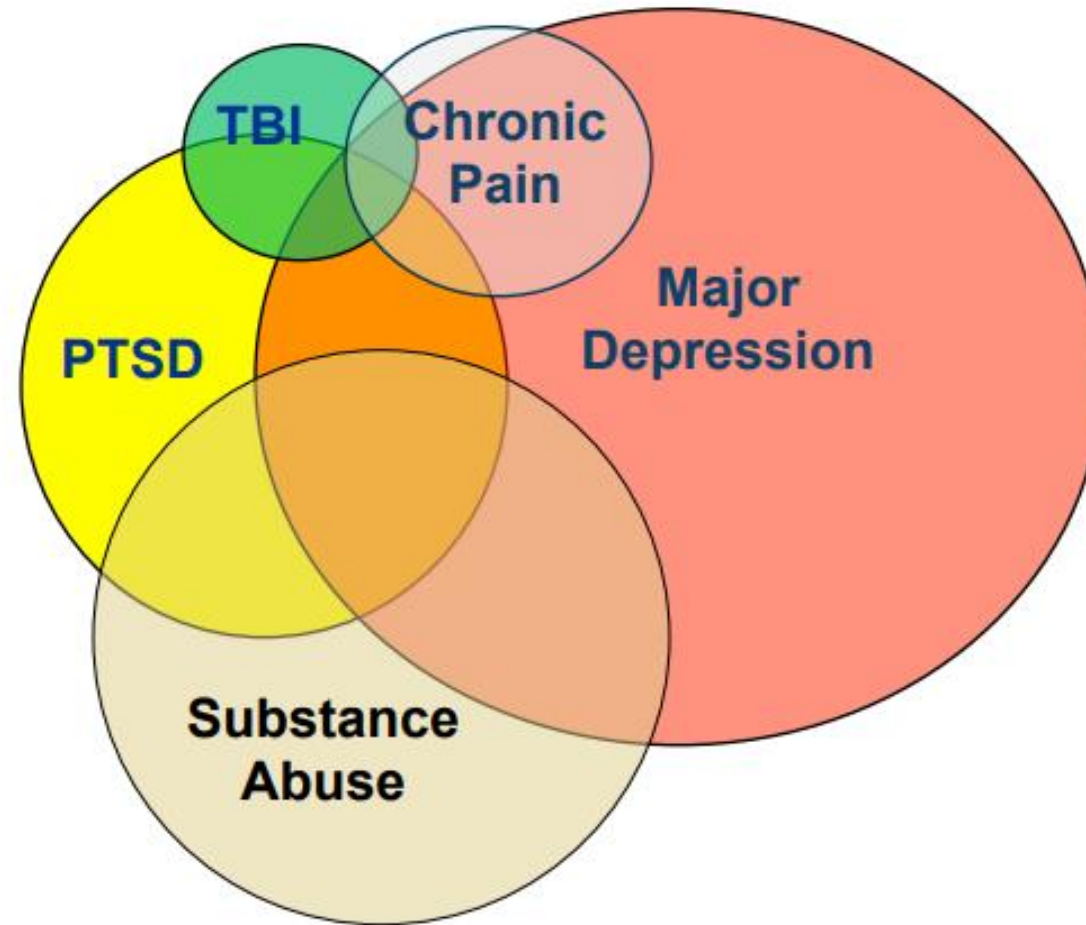 TBI
Chronic
Pain
Major
Depression
PTSD
Substance
Abuse